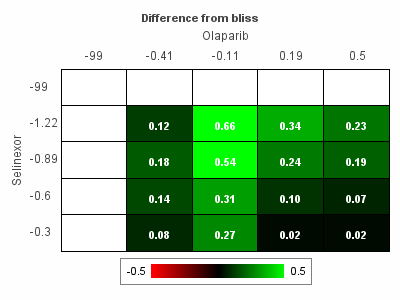 Difference from bliss
Olaparib
-99 -0.41 -0.11 0.19 0.5
Selinexor
-99
-1.22 0.12 0.66 0.34 0.23
-0.89 0.18 0.54 0.24 0.19
-0.6 0.14 0.31 0.10 0.07
-0.3 0.08 0.27 0.02 0.02
-0.5 0.5